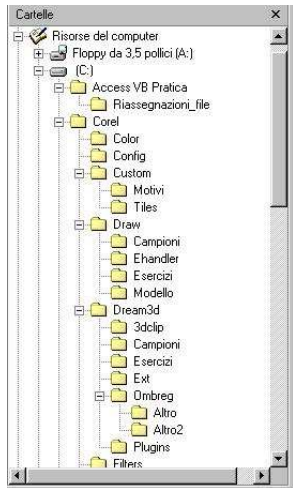 Cartelle
Risorse del computer
Floppy da 3,5 pollici (A:)
(C:)
Access VB Pratica
Riassegnazioni_file
Corel
Color
Config
Custom
Motivi
Tiles
Draw
Campioni
Ehandler
Esercizi
Modello
Dream3d
3dclip
Campioni
Esercizi
Ext
Ombreg
Altro
Altro2
Plugins
Filters